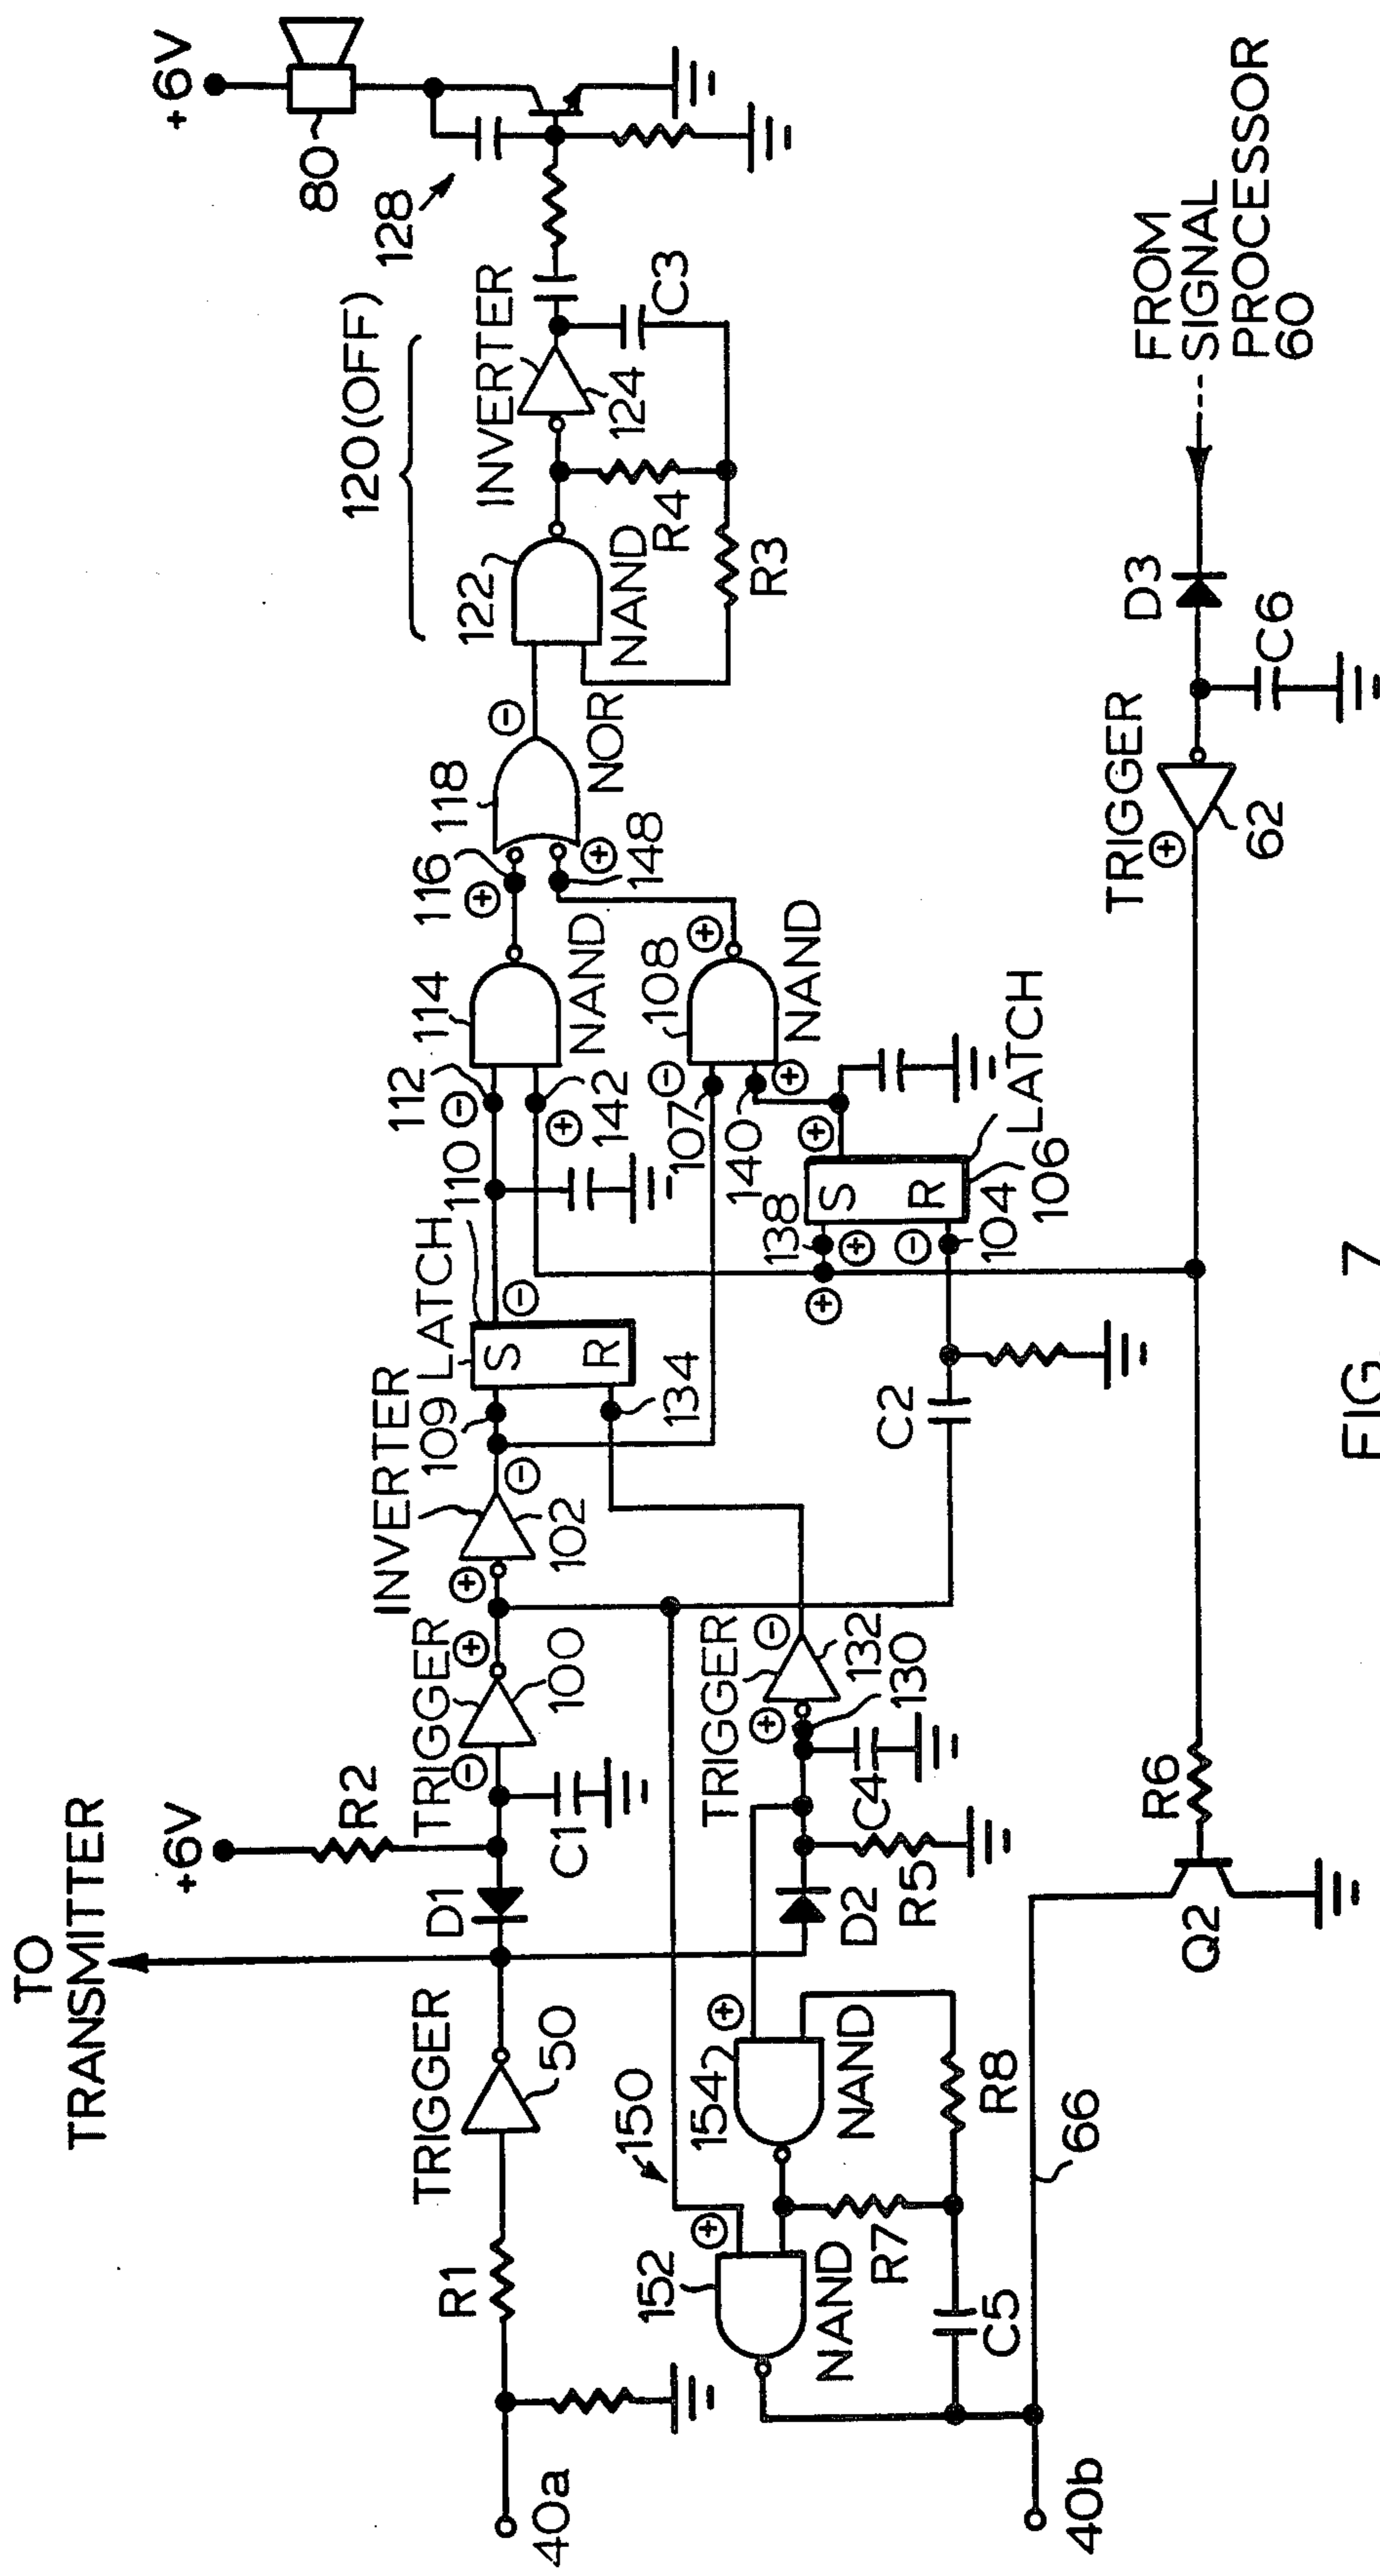 TO
TRANSMITTER
+6V
R2
TRIGGER
100
D1
C1
TRIGGER
50
R1
40a
INVERTER
102
109
LATCH
S
R
134
110
112
114
NAND
142
116
118
NOR
148
120(OFF)
122
NAND
INVERTER
124
R4
R3
C3
128
80
+6V
107
108
NAND
140
138
S
R
LATCH
104
106
C2
TRIGGER
132
130
C4
R5
D2
150
154
NAND
152
NAND
R7
R8
C5
66
40b
Q2
R6
TRIGGER
62
C6
D3
FROM
SIGNAL
PROCESSOR
60
FIG. 7